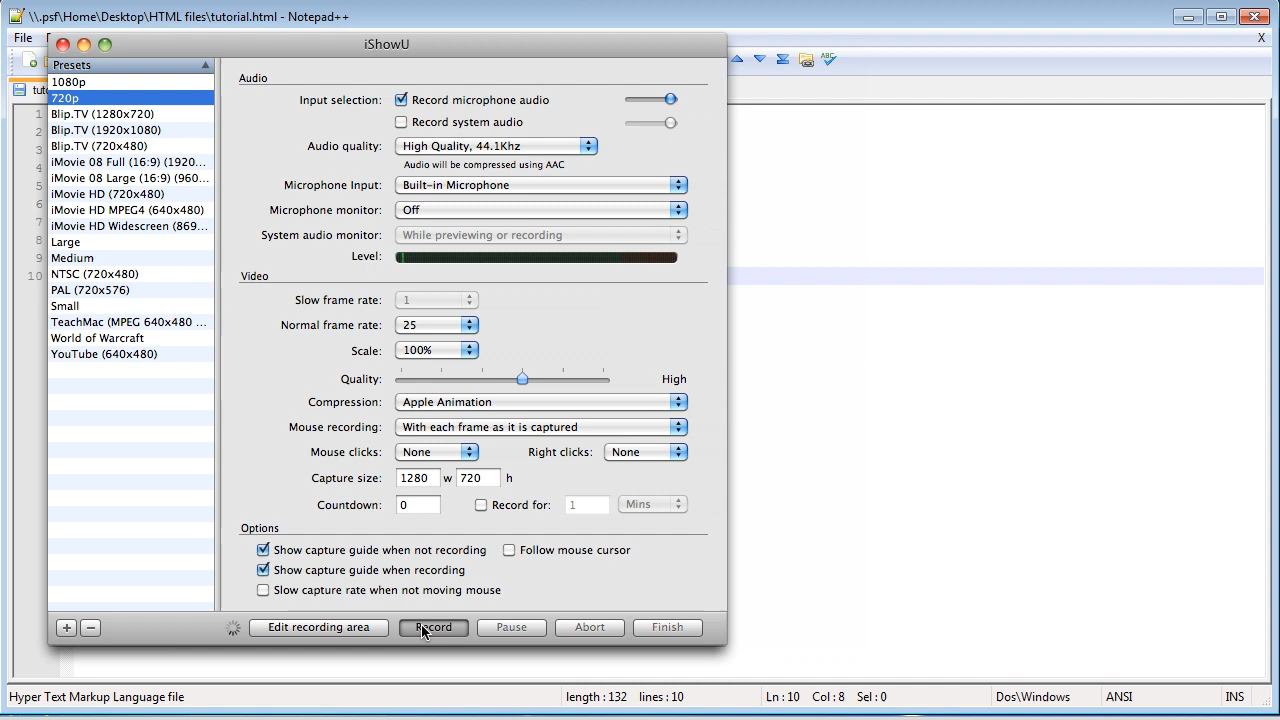 \\.psf\Home\Desktop\HTML files\tutorial.html - Notepad++
File
X
iShowU
Presets
1080p
720p
Blip.TV (1280x720)
Blip.TV (1920x1080)
Blip.TV (720x480)
iMovie 08 Full (16:9) (1920...
iMovie 08 Large (16:9) (960...
iMovie HD (720x480)
iMovie HD MPEG4 (640x480)
iMovie HD Widescreen (869...
Large
Medium
NTSC (720x480)
PAL (720x576)
Small
TeachMac (MPEG 640x480 ...
World of Warcraft
YouTube (640x480)
Audio
Input selection: Record microphone audio
Record system audio
Audio quality: High Quality, 44.1Khz
Audio will be compressed using AAC
Microphone Input: Built-in Microphone
Microphone monitor: Off
System audio monitor: While previewing or recording
Level:
Video
Slow frame rate: 1
Normal frame rate: 25
Scale: 100%
Quality: High
Compression: Apple Animation
Mouse recording: With each frame as it is captured
Mouse clicks: None Right clicks: None
Capture size: 1280 w 720 h
Countdown: 0 Record for: 1 Mins
Options
Show capture guide when not recording Follow mouse cursor
Show capture guide when recording
Slow capture rate when not moving mouse
+ - Edit recording area Record Pause Abort Finish
1
2
3
4
5
6
7
8
9
10
Hyper Text Markup Language file length : 132 lines : 10 Ln : 10 Col : 8 Sel : 0 Dos\Windows ANSI INS